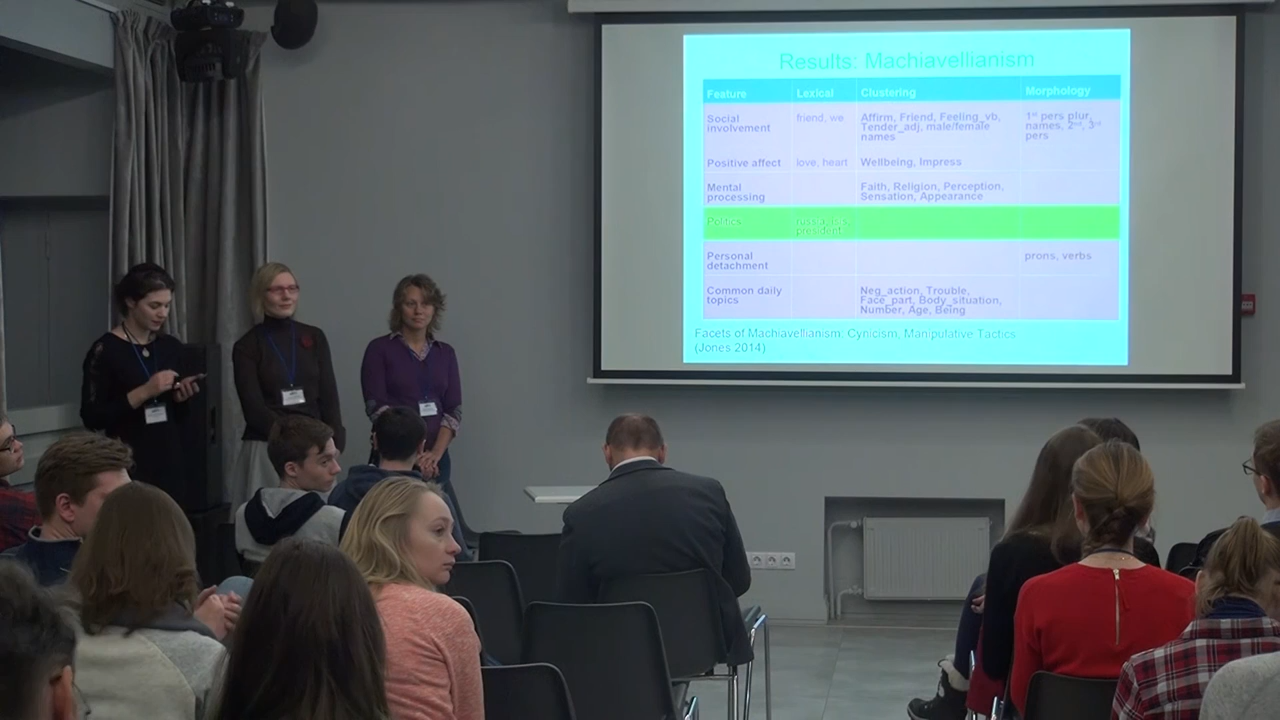 Results: Machiavellianism
Feature Lexical Clustering Morphology
Social friend, we Affirm, Friend, Feeling_vb, 1st pers plur,
involvement Tender_adj, male/female names, 2nd, 3rd
names pers
Positive affect love, heart Wellbeing, Impress
Mental Faith, Religion, Perception,
processing Sensation, Appearance
Politics russia, isis,
president
Personal prons, verbs
detachment
Common daily Neg_action, Trouble,
topics Face_part, Body_situation,
Number, Age, Being
Facets of Machiavellianism: Cynicism, Manipulative Tactics
(Jones 2014)